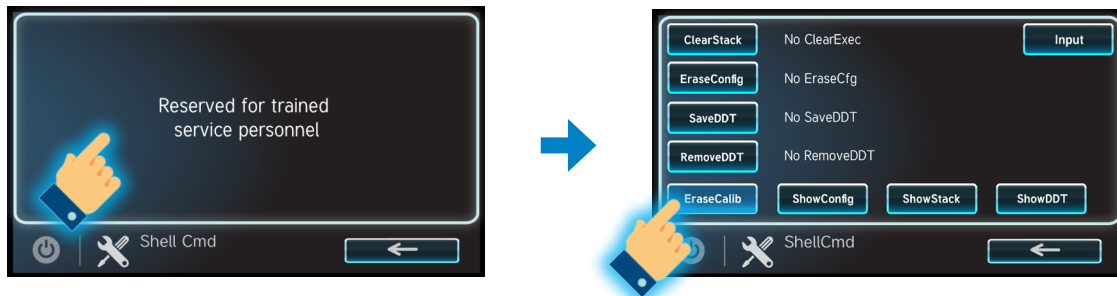 Reserved for trained
service personnel
Shell Cmd
ClearStack No ClearExec Input
EraseConfig No EraseCfg
SaveDDT No SaveDDT
RemoveDDT No RemoveDDT
EraseCalib ShowConfig ShowStack ShowDDT
ShellCmd